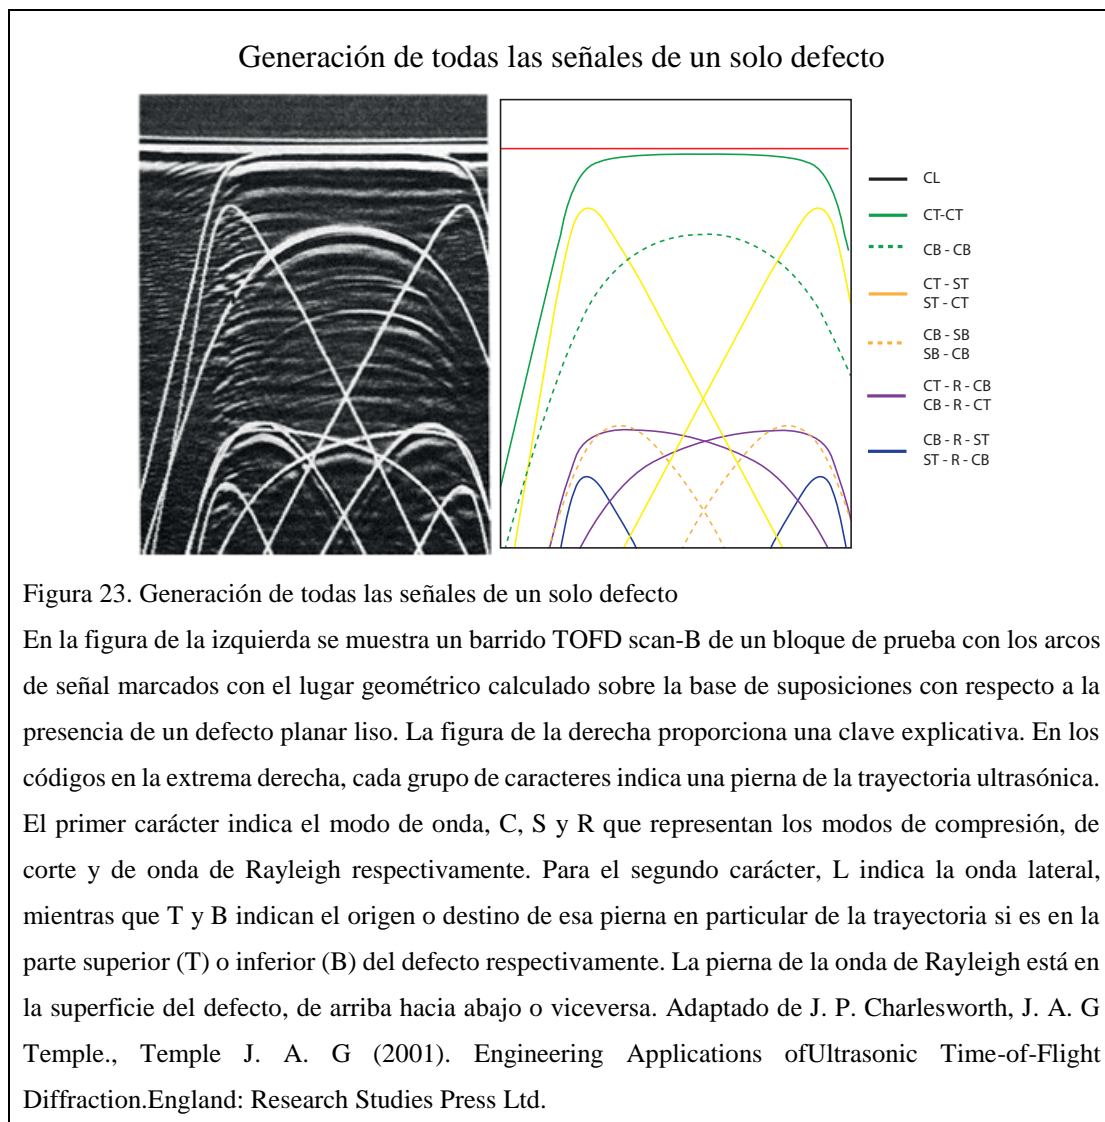 Generación de todas las señales de un solo defecto
CL
CT-CT
CB - CB
CT - ST
ST - CT
CB - SB
SB - CB
CT - R - CB
CB - R - CT
CB - R - ST
ST - R - CB
Figura 23. Generación de todas las señales de un solo defecto
En la figura de la izquierda se muestra un barrido TOFD scan-B de un bloque de prueba con los arcos
de señal marcados con el lugar geométrico calculado sobre la base de suposiciones con respecto a la
presencia de un defecto planar liso. La figura de la derecha proporciona una clave explicativa. En los
códigos en la extrema derecha, cada grupo de caracteres indica una pierna de la trayectoria ultrasónica.
El primer carácter indica el modo de onda, C, S y R que representan los modos de compresión, de
corte y de onda de Rayleigh respectivamente. Para el segundo carácter, L indica la onda lateral,
mientras que T y B indican el origen o destino de esa pierna en particular de la trayectoria si es en la
parte superior (T) o inferior (B) del defecto respectivamente. La pierna de la onda de Rayleigh está en
la superficie del defecto, de arriba hacia abajo o viceversa. Adaptado de J. P. Charlesworth, J. A. G
Temple., Temple J. A. G (2001). Engineering Applications ofUltrasonic Time-of-Flight
Diffraction.England: Research Studies Press Ltd.